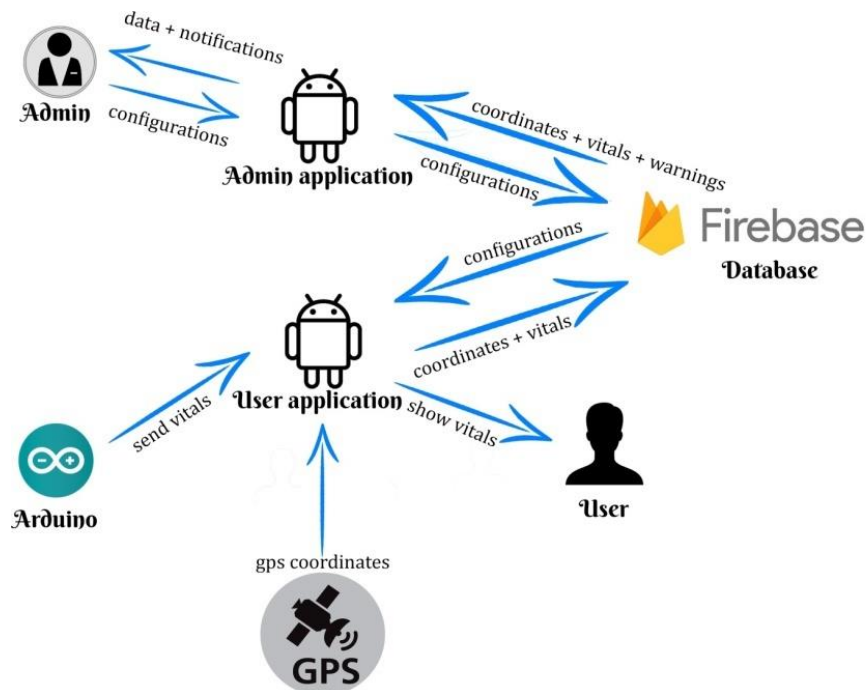 data + notifications
Admin
configurations
Admin application
coordinates + vitals + warnings
configurations
Firebase
Database
configurations
coordinates + vitals
User application
send vitals
show vitals
Arduino
User
gps coordinates
GPS